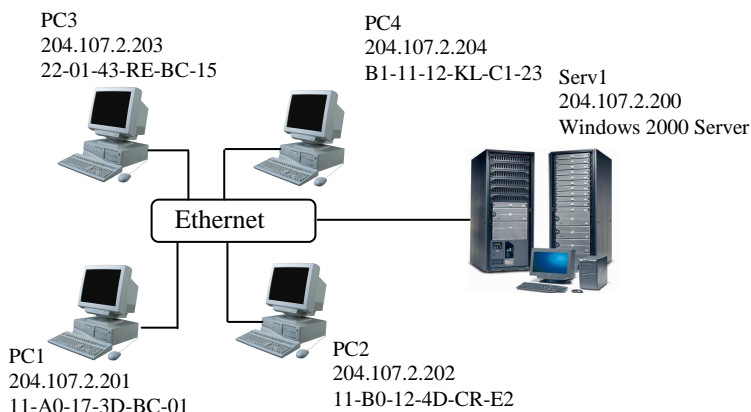 PC3
204.107.2.203
22-01-43-RE-BC-15
PC4
204.107.2.204
B1-11-12-KL-C1-23
Serv1
204.107.2.200
Windows 2000 Server
Ethernet
PC1
204.107.2.201
11-A0-17-3D-BC-01
PC2
204.107.2.202
11-B0-12-4D-CR-E2